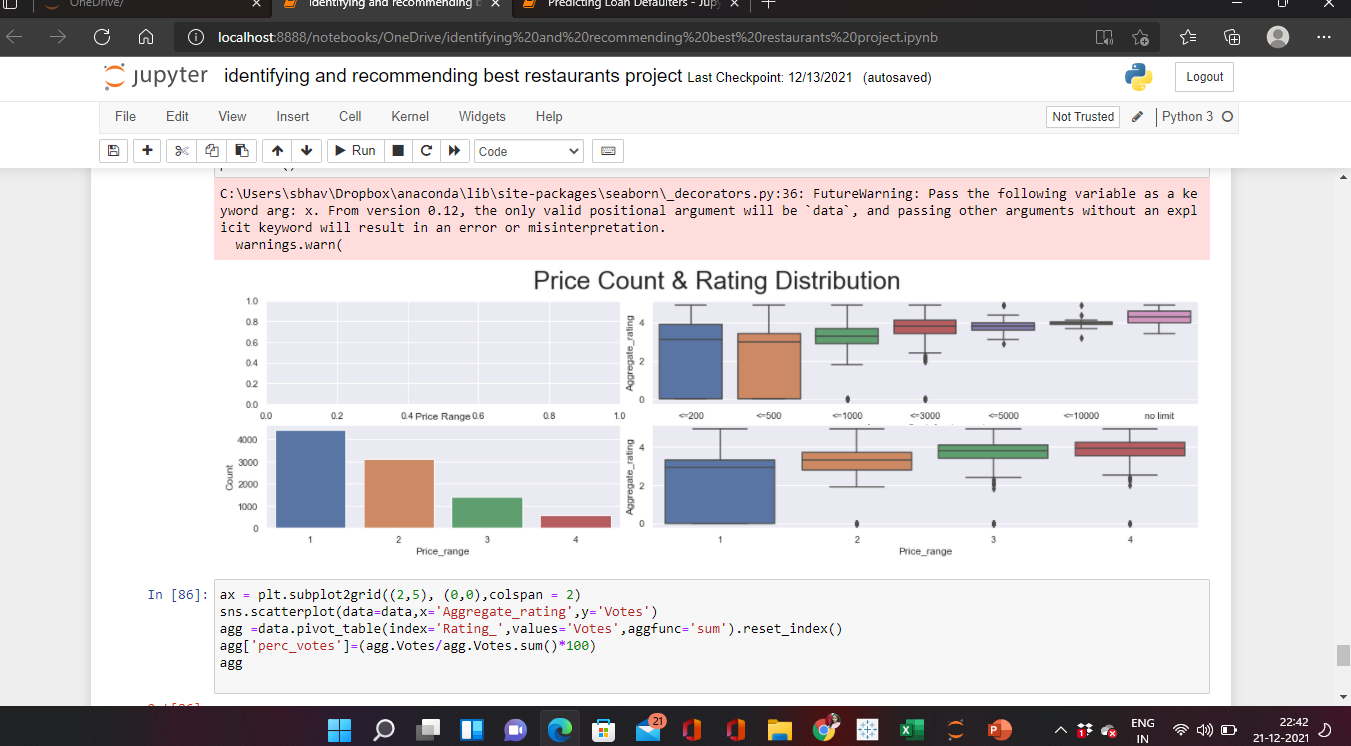 OneDrive/
identifying and recommending b
Predicting Loan Defaulters - Jupy
localhost:8888/notebooks/OneDrive/identifying%20and%20recommending%20best%20restaurants%20project.ipynb
jupyter identifying and recommending best restaurants project Last Checkpoint: 12/13/2021 (autosaved)
Logout
File Edit View Insert Cell Kernel Widgets Help
Not Trusted
Python 3
Run
Code
C:\Users\sbhav\Dropbox\anaconda\lib\site-packages\seaborn\_decorators.py:36: FutureWarning: Pass the following variable as a ke
yword arg: x. From version 0.12, the only valid positional argument will be `data`, and passing other arguments without an expl
icit keyword will result in an error or misinterpretation.
warnings.warn(
Price Count & Rating Distribution
1.0
0.8
0.6
0.4
0.2
0.0
0.0 0.2 0.4 Price Range 0.6 0.8 1.0
Aggregate_rating
4
2
0
<=200 <=500 <=1000 <=3000 <=5000 <=10000 no limit
Count
4000
3000
2000
1000
0
1 2 3 4
Price_range
Aggregate_rating
4
2
0
1 2 3 4
Price_range
In [86]:
ax = plt.subplot2grid((2,5), (0,0),colspan = 2)
sns.scatterplot(data=data,x='Aggregate_rating',y='Votes')
agg =data.pivot_table(index='Rating_',values='Votes',aggfunc='sum').reset_index()
agg['perc_votes']=(agg.Votes/agg.Votes.sum()*100)
agg
21
ENG
IN
22:42
21-12-2021